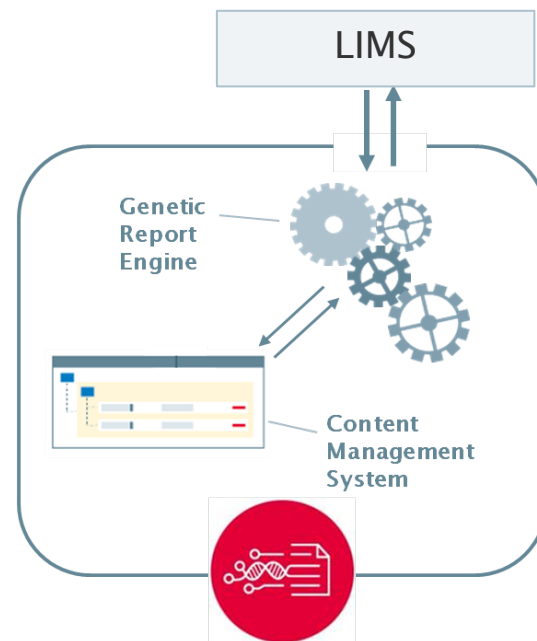 LIMS
Genetic
Report
Engine
Content
Management
System